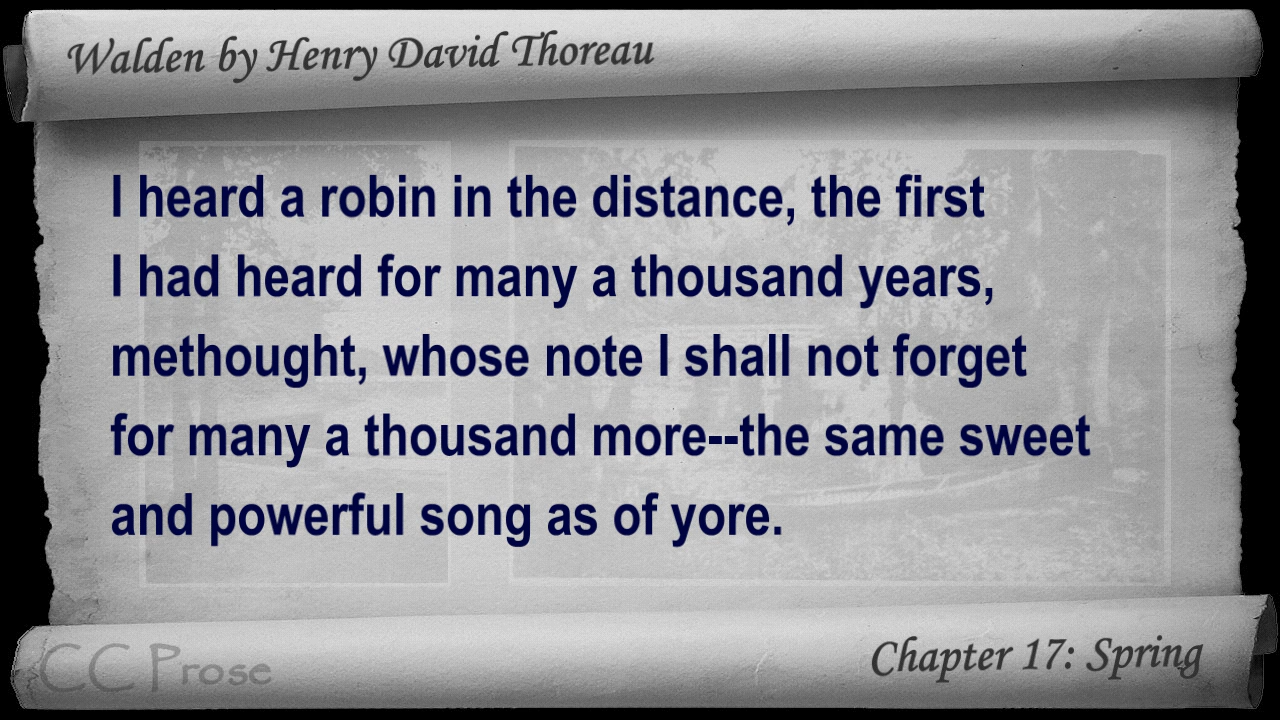 Walden by Henry David Thoreau
I heard a robin in the distance, the first
I had heard for many a thousand years,
methought, whose note I shall not forget
for many a thousand more--the same sweet
and powerful song as of yore.
CC Prose
Chapter 17: Spring